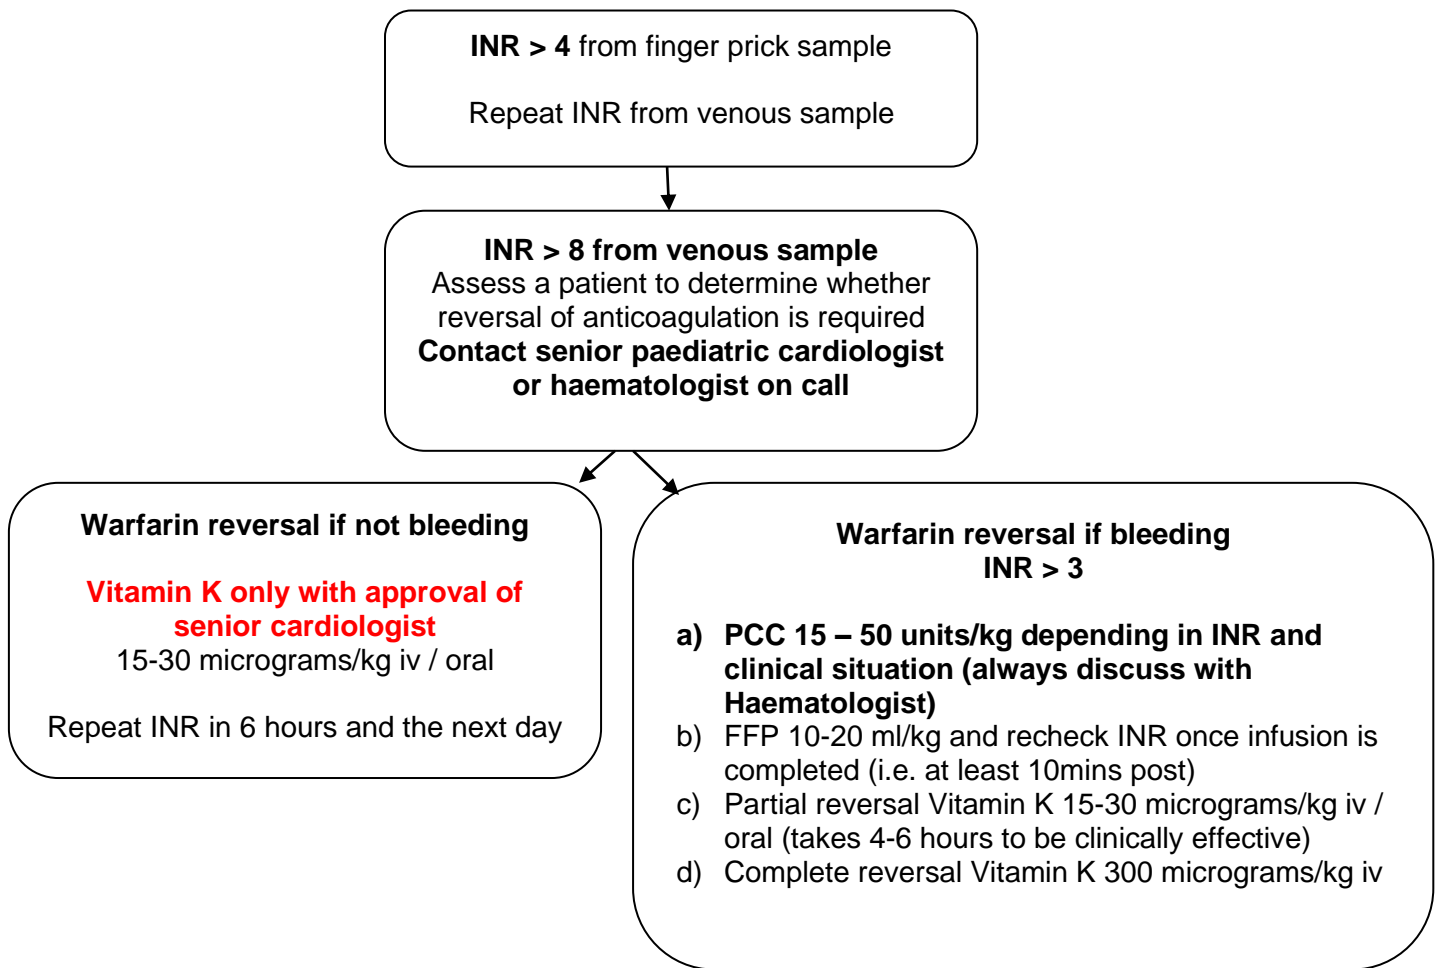 INR > 4 from finger prick sample
Repeat INR from venous sample
INR > 8 from venous sample
Assess a patient to determine whether
reversal of anticoagulation is required
Contact senior paediatric cardiologist
or haematologist on call
Warfarin reversal if not bleeding
Vitamin K only with approval of
senior cardiologist
15-30 micrograms/kg iv / oral
Repeat INR in 6 hours and the next day
Warfarin reversal if bleeding
INR > 3
a) PCC 15 – 50 units/kg depending in INR and
clinical situation (always discuss with
Haematologist)
b) FFP 10-20 ml/kg and recheck INR once infusion is
completed (i.e. at least 10mins post)
c) Partial reversal Vitamin K 15-30 micrograms/kg iv /
oral (takes 4-6 hours to be clinically effective)
d) Complete reversal Vitamin K 300 micrograms/kg iv